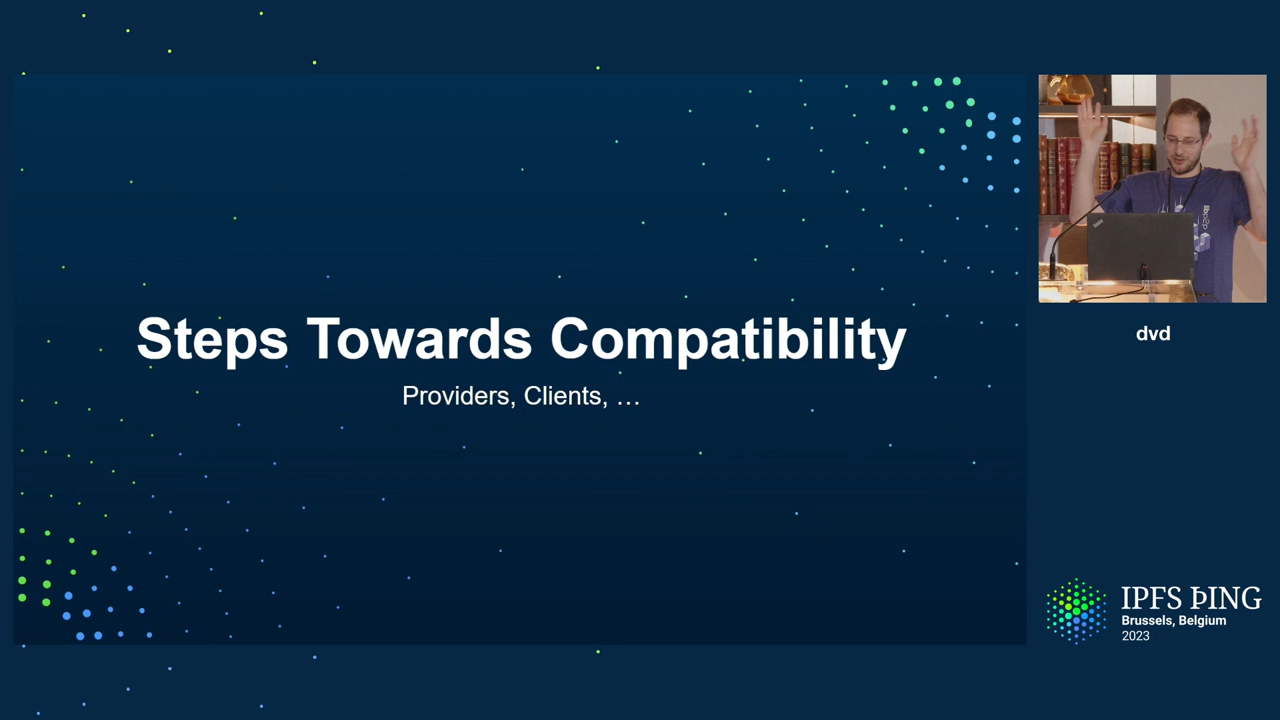 Steps Towards Compatibility
Providers, Clients, …
dvd
IPFS ÞING
Brussels, Belgium
2023